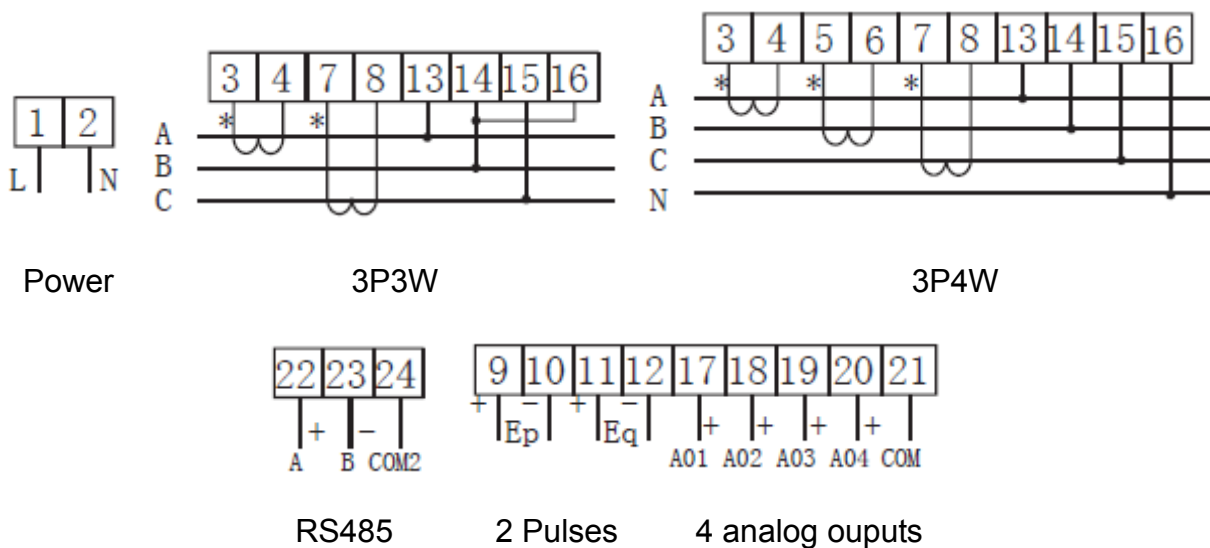 3 4 7 8 13 14 15 16
3 4 5 6 7 8 13 14 15 16
1 2
L N
* *
A
B
C
* * *
A
B
C
N
Power 3P3W 3P4W
22 23 24
+ -
A B COM2
9 10 11 12 17 18 19 20 21
+ - + -
Ep Eq + + + +
A01 A02 A03 A04 COM
RS485 2 Pulses 4 analog ouputs